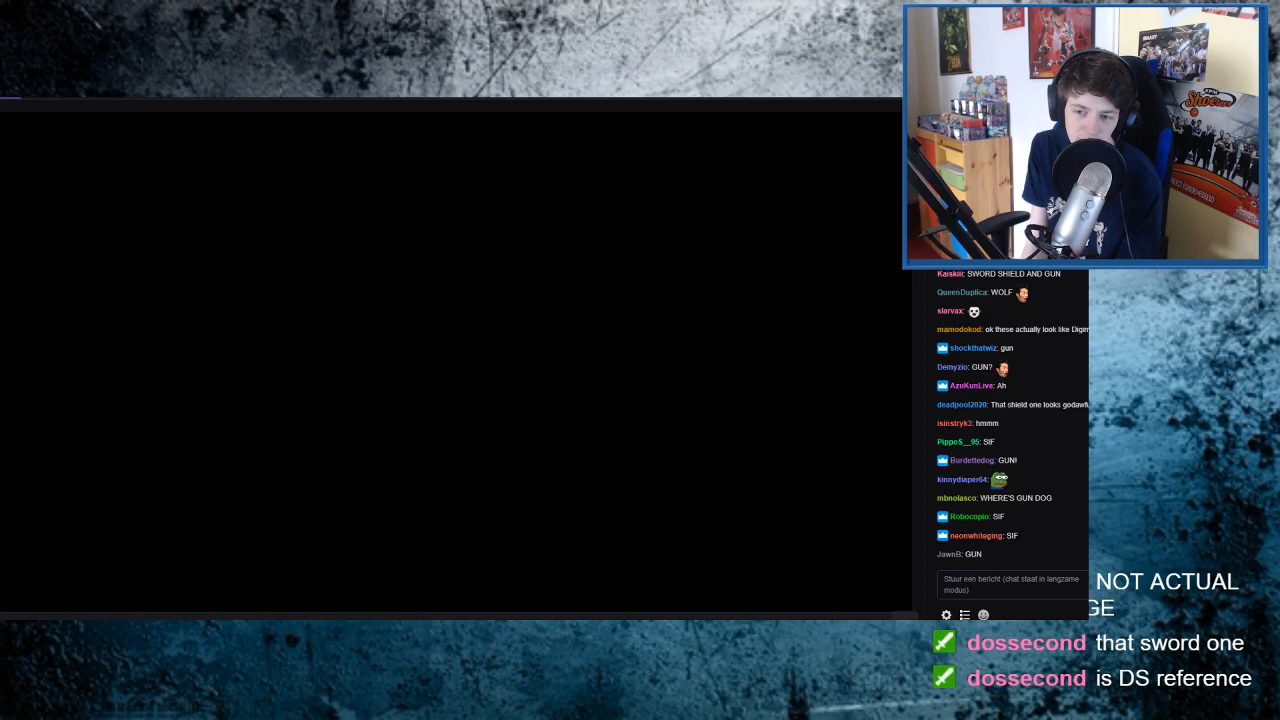 SHOOTERS
Kaiskiii: SWORD SHIELD AND GUN
QueenDuplica: WOLF
slarvax:
mamodokod: ok these actually look like Digim
shockthatwiz: gun
Demyzio: GUN?
AzuKunLive: Ah
deadpool2020: That shield one looks godawfu
isinstryk3: hmmm
PippoS__95: SIF
Burdettedog: GUN!
kinnydiaper64:
mbnolasco: WHERE'S GUN DOG
Robocopio: SIF
neonwhiteging: SIF
JawnB: GUN
Stuur een bericht (chat staat in langzame
modus)
NOT ACTUAL
GE
dossecond that sword one
dossecond is DS reference